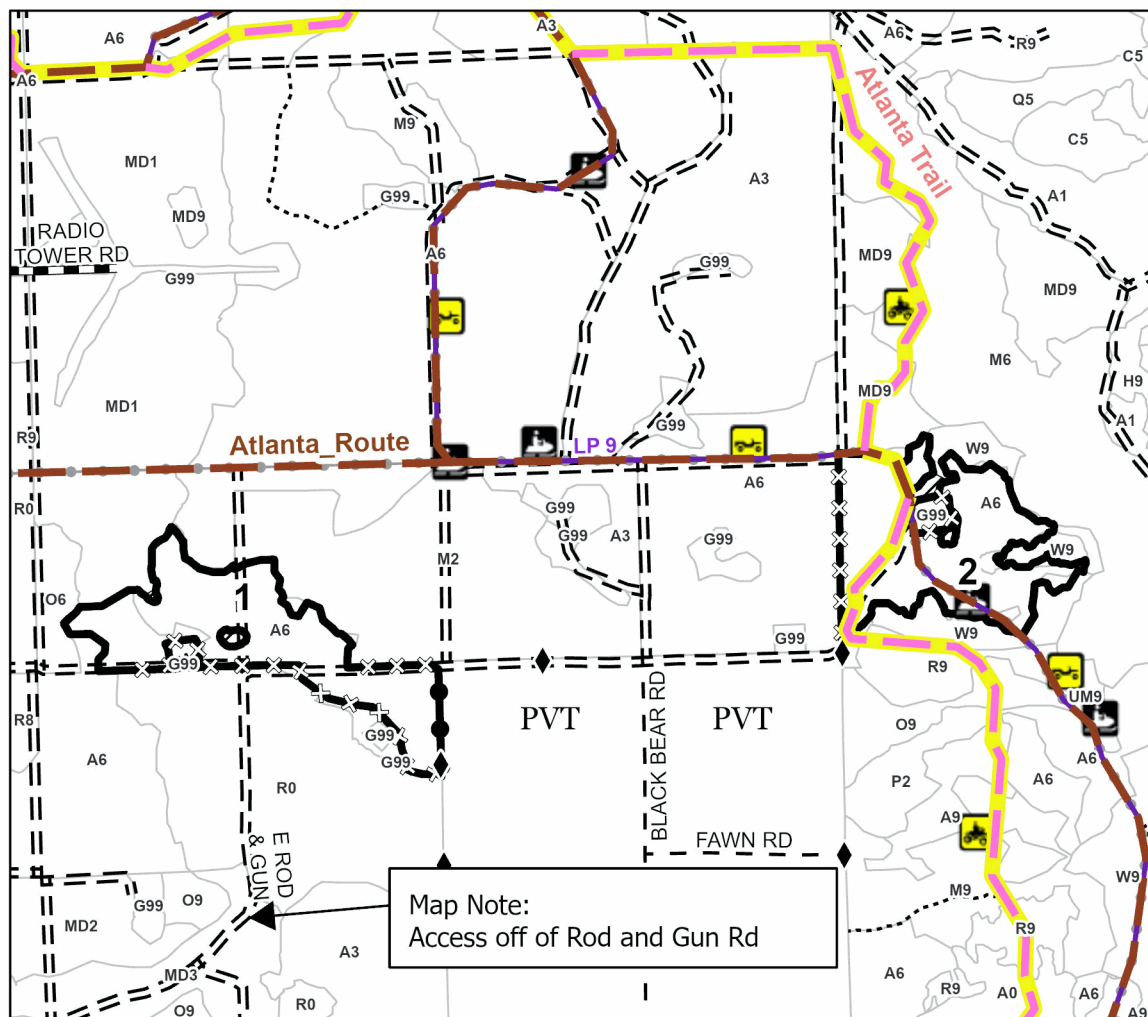 A6
A3
A6
R9
C5
A6
Q5
C5
M9
MD1
A3
Atlanta Trail
A1
MD9
G99
RADIO
TOWER RD
G99
A6
G99
MD9
MD9
M6
MD1
MD9
H9
A1
R9
G99
Atlanta_Route
LP 9
W9
A6
A6
R0
G99
G99
A3
G99
G99
W9
M2
2
O6
1
A6
G99
W9
G99
R9
UM9
R8
PVT
PVT
O9
G99
G99
A6
A6
A6
R0
P2
BLACK BEAR RD
A9
FAWN RD
E ROD
& GUN
W9
Map Note:
Access off of Rod and Gun Rd
M9
G99
O9
MD2
R9
A3
MD3
A6
R9
A0
A6
R0
O9
A9